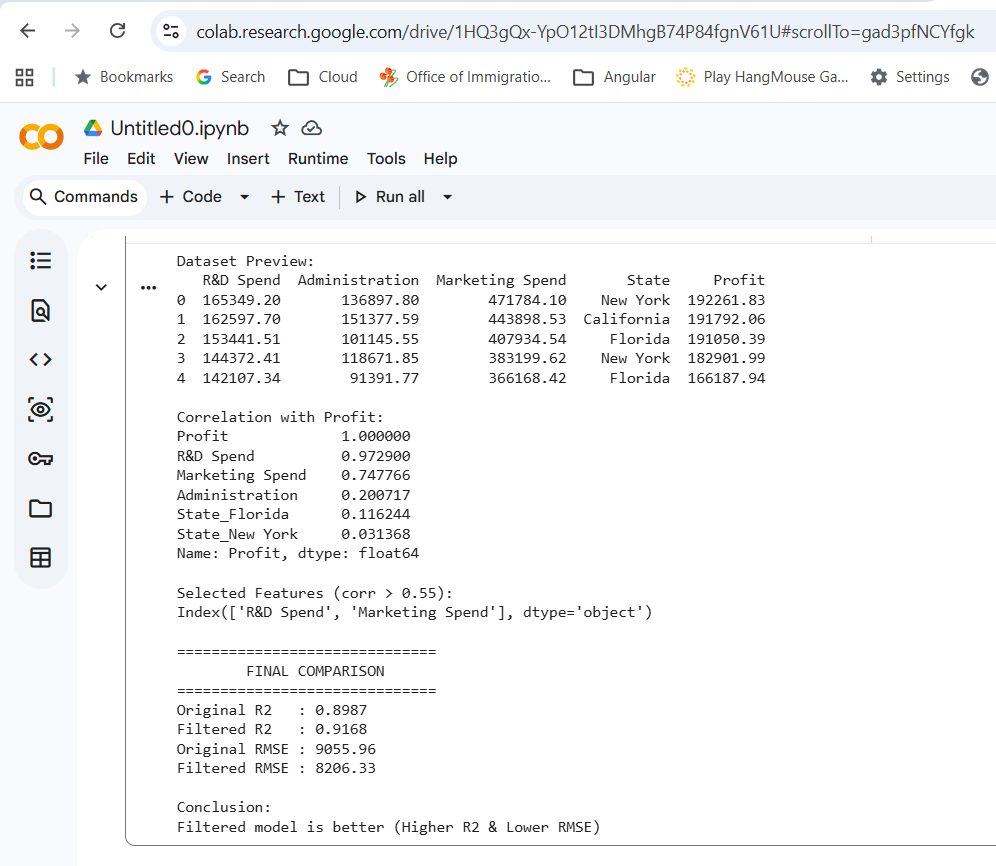 colab.research.google.com/drive/1HQ3gQx-YpO12tI3DMhgB74P84fgnV61U#scrollTo=gad3pfNCYfgk
Bookmarks Search Cloud Office of Immigratio... Angular Play HangMouse Ga... Settings
Untitled0.ipynb
File Edit View Insert Runtime Tools Help
Commands + Code + Text Run all
Dataset Preview:
R&D Spend Administration Marketing Spend State Profit
0 165349.20 136897.80 471784.10 New York 192261.83
1 162597.70 151377.59 443898.53 California 191792.06
2 153441.51 101145.55 407934.54 Florida 191050.39
3 144372.41 118671.85 383199.62 New York 182901.99
4 142107.34 91391.77 366168.42 Florida 166187.94
Correlation with Profit:
Profit 1.000000
R&D Spend 0.972900
Marketing Spend 0.747766
Administration 0.200717
State_Florida 0.116244
State_New York 0.031368
Name: Profit, dtype: float64
Selected Features (corr > 0.55):
Index(['R&D Spend', 'Marketing Spend'], dtype='object')
==============================
FINAL COMPARISON
==============================
Original R2 : 0.8987
Filtered R2 : 0.9168
Original RMSE : 9055.96
Filtered RMSE : 8206.33
Conclusion:
Filtered model is better (Higher R2 & Lower RMSE)